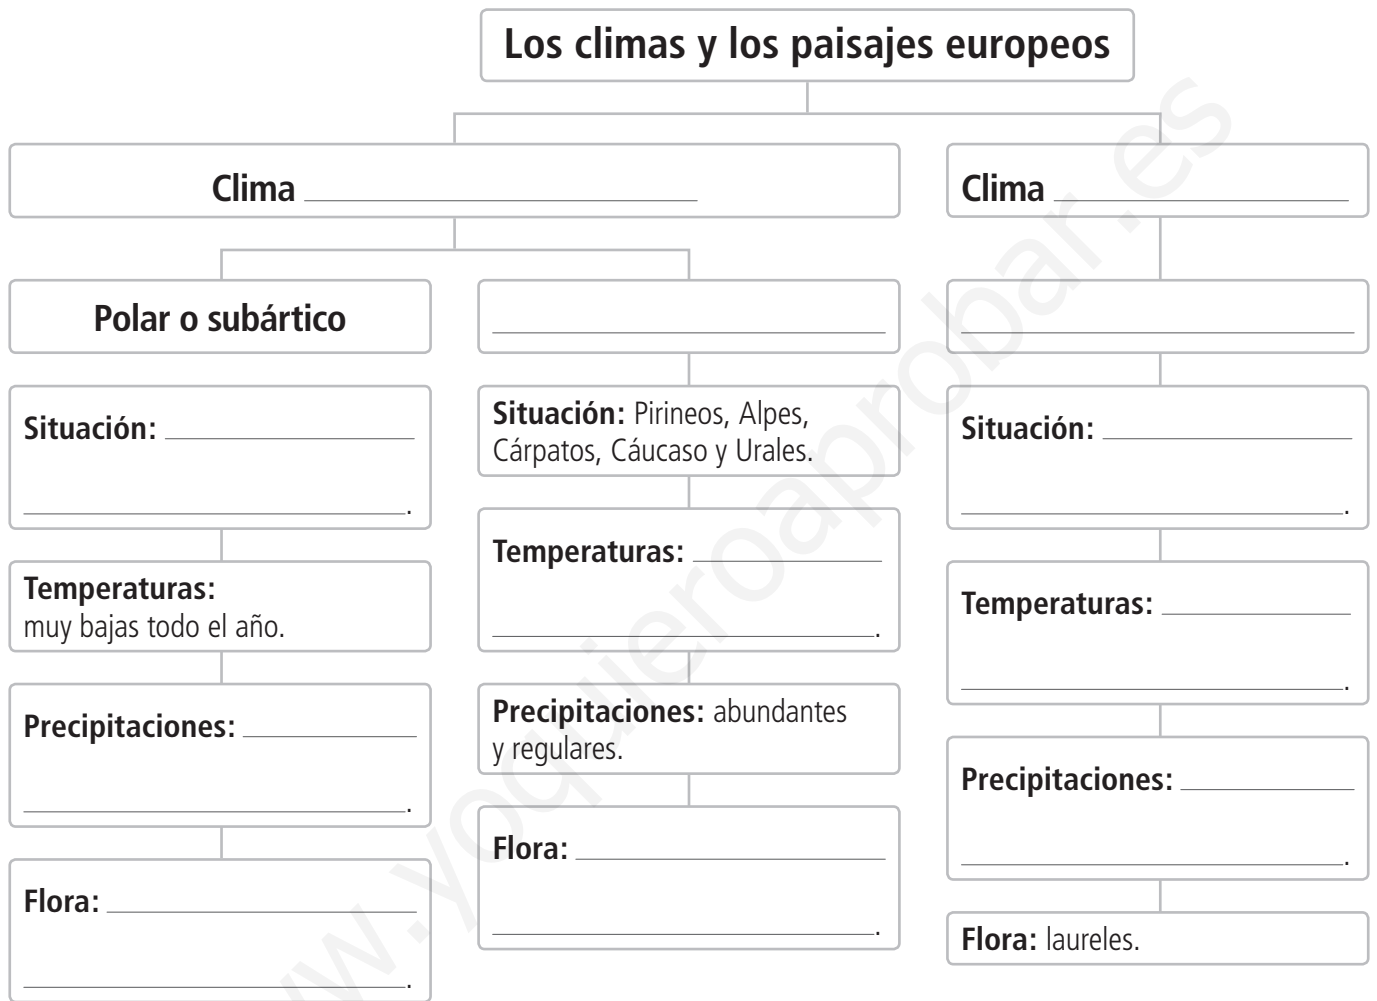 Los climas y los paisajes europeos
Clima
Clima
Polar o subártico
Situación:
.
Temperaturas:
muy bajas todo el año.
Precipitaciones:
.
Flora:
.
Situación: Pirineos, Alpes,
Cárpatos, Cáucaso y Urales.
Temperaturas:
.
Precipitaciones: abundantes
y regulares.
Flora:
.
Situación:
.
Temperaturas:
.
Precipitaciones:
.
Flora: laureles.
w.yoquieroaprobar.es